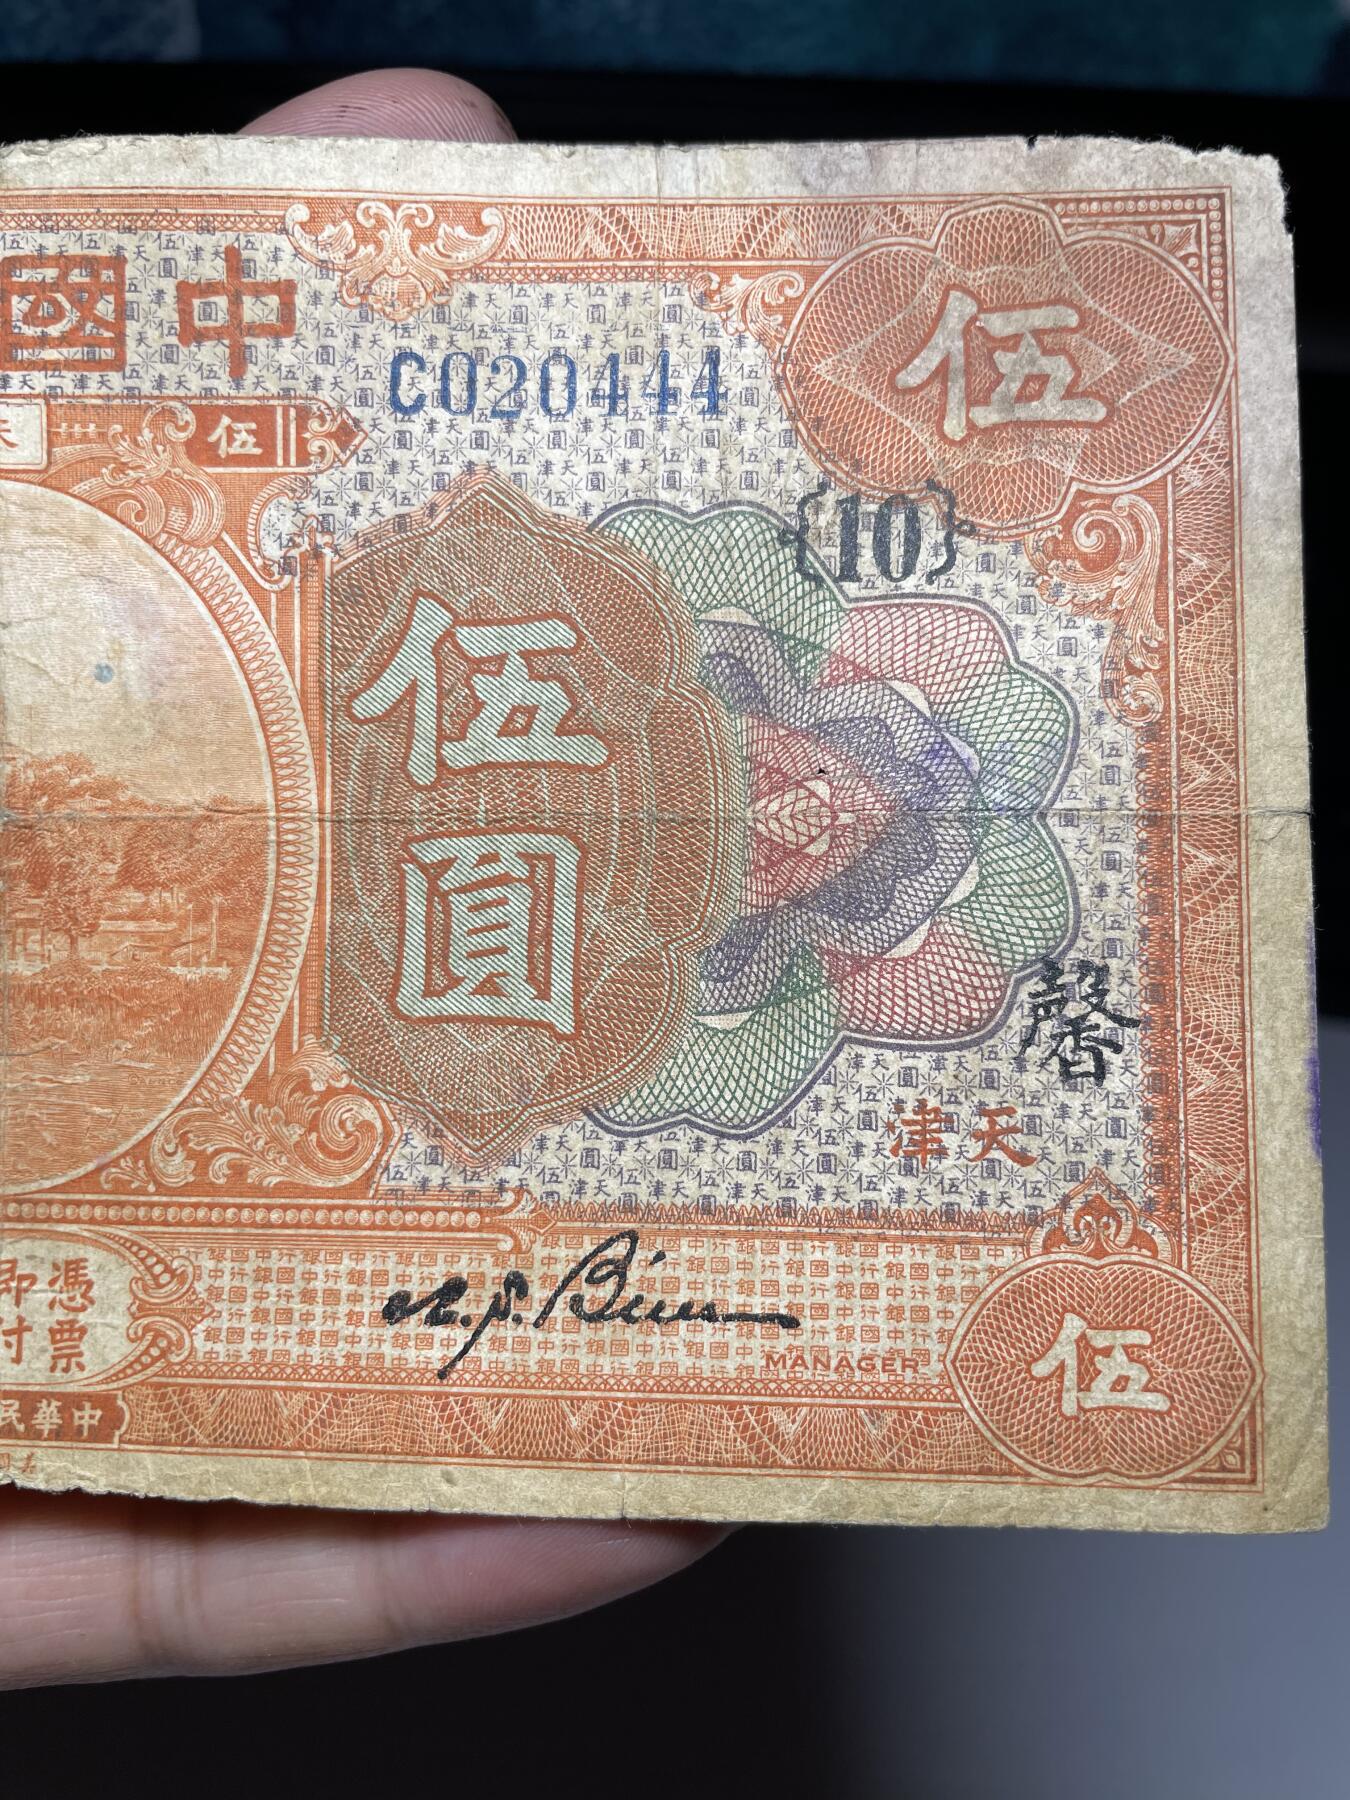 中國
伍
C020444
伍
天
{10}
伍圓
馨
天津
憑票
即付
MANAGER
伍
中華民